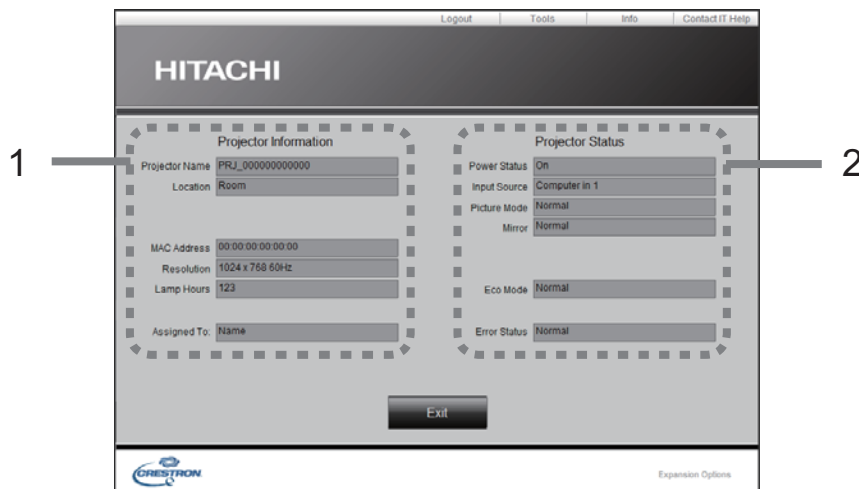 Logout Tools Info Contact IT Help
HITACHI
1
2
Projector Information
Projector Name PRJ_000000000000
Location Room
MAC Address 00:00:00:00:00:00
Resolution 1024 x 768 60Hz
Lamp Hours 123
Assigned To: Name
Projector Status
Power Status On
Input Source Computer in 1
Picture Mode Normal
Mirror Normal
Eco Mode Normal
Error Status Normal
Exit
CRESTRON
Expansion Options